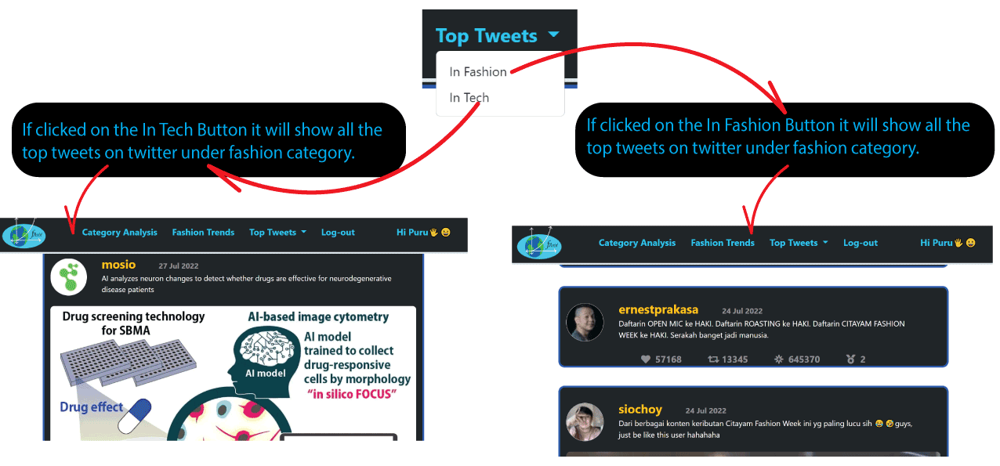 Top Tweets
In Fashion
In Tech
If clicked on the In Tech Button it will show all the
top tweets on twitter under fashion category.
If clicked on the In Fashion Button it will show all the
top tweets on twitter under fashion category.
Category Analysis Fashion Trends Top Tweets Log-out Hi Puru🖐😀
mosio 27 Jul 2022
AI analyzes neuron changes to detect whether drugs are effective for neurodegenerative
disease patients
Drug screening technology
for SBMA
AI-based image cytometry
AI model
trained to collect
drug-responsive
cells by morphology
"in silico FOCUS"
AI model
Drug effect
Category Analysis Fashion Trends Top Tweets Log-out Hi Puru🖐😀
ernestprakasa 24 Jul 2022
Daftarin OPEN MIC ke HAKI. Daftarin ROASTING ke HAKI. Daftarin CITAYAM FASHION
WEEK ke HAKI. Serakah banget jadi manusia.
57168 13345 645370 2
siochoy 24 Jul 2022
Dari berbagai konten keributan Citayam Fashion Week ini yg paling lucu sih 😂🤣guys,
just be like this user hahahaha